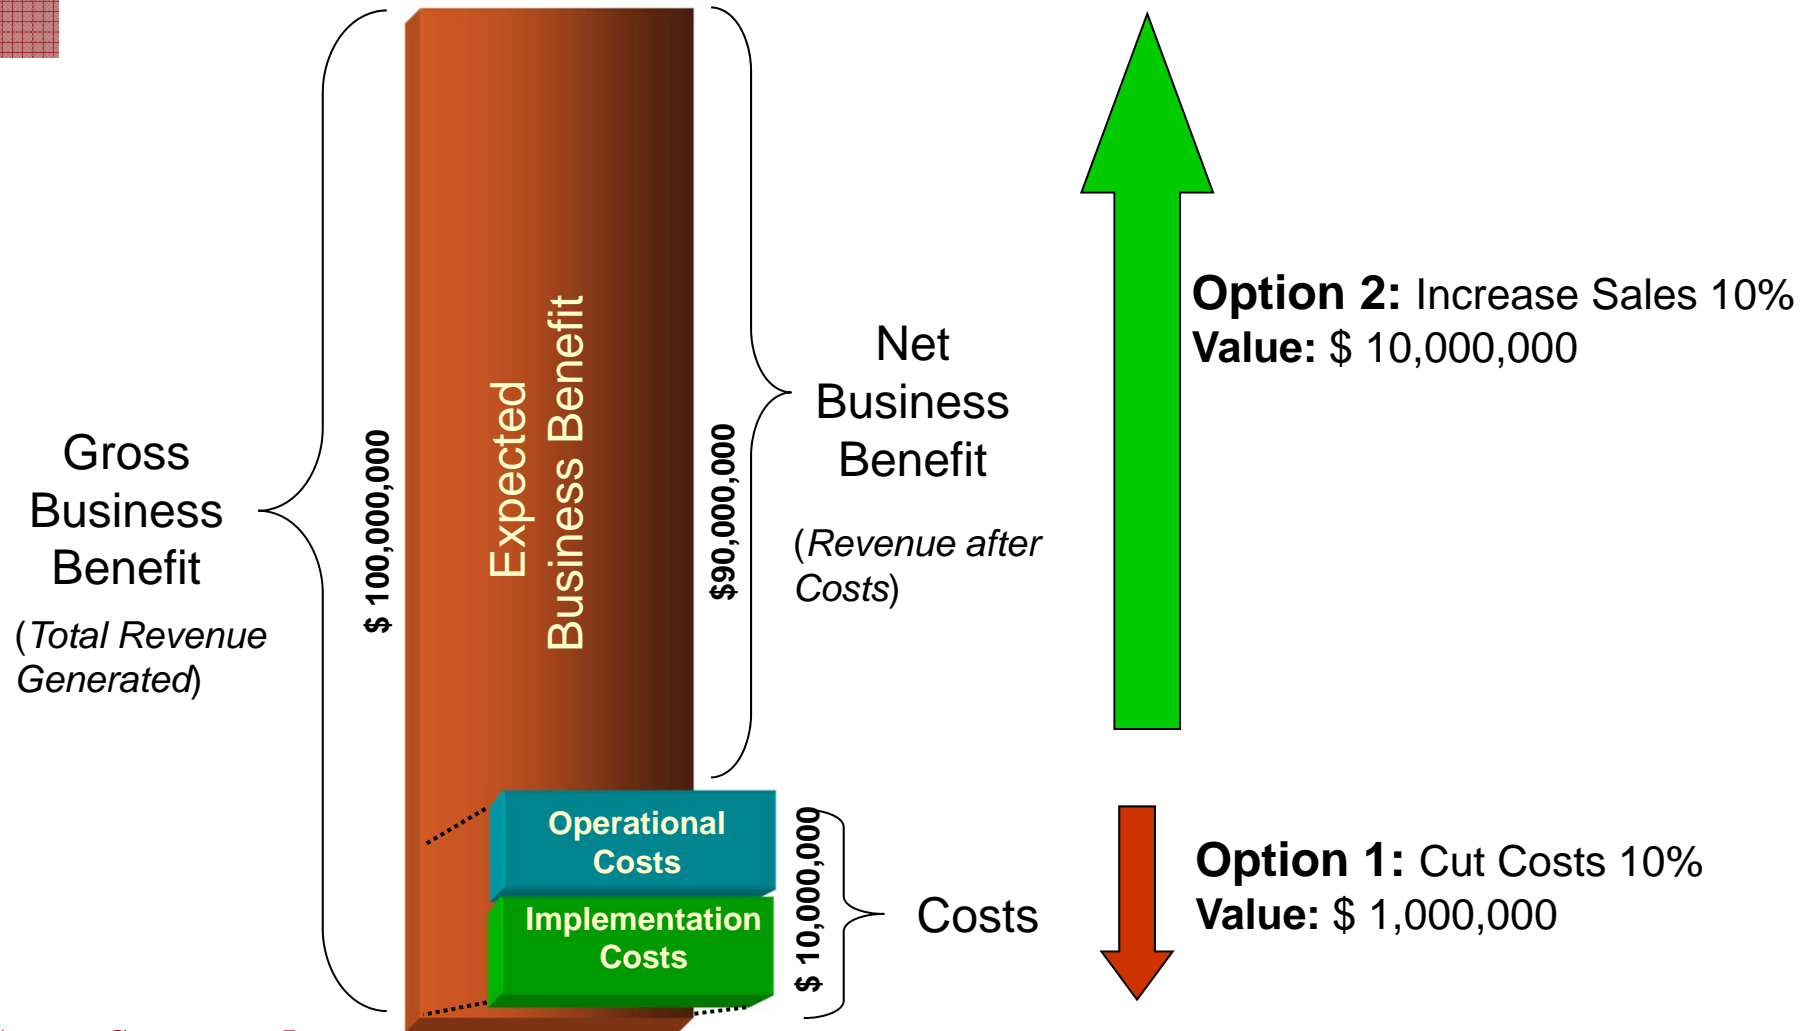 Gross
Business
Benefit
(Total Revenue
Generated)
$ 100,000,000
Expected
Business Benefit
$90,000,000
Net
Business
Benefit
(Revenue after
Costs)
Option 2: Increase Sales 10%
Value: $ 10,000,000
Operational
Costs
Implementation
Costs
$ 10,000,000
Costs
Option 1: Cut Costs 10%
Value: $ 1,000,000